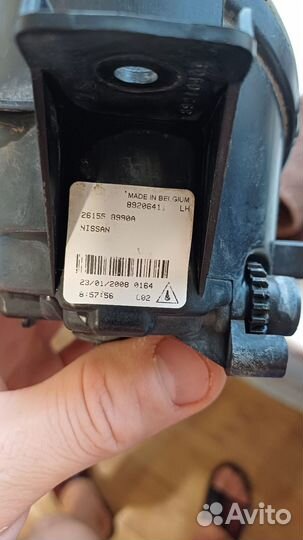 MADE IN BELGIUM
89206411 LH
26155 8990A
NISSAN
23/01/2008 0164
8:57:56 L02
Avito